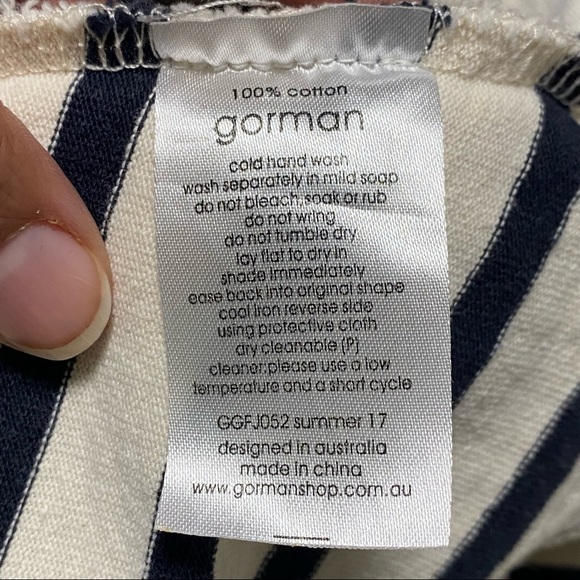 100% cotton
gorman
cold hand wash
wash separately in mild soap
do not bleach, soak or rub
do not wring
do not tumble dry
lay flat to dry in
shade immediately
ease back into original shape
cool iron reverse side
using protective cloth
dry cleanable (P)
cleaner:please use a low
temperature and a short cycle
GGFJ052 summer 17
designed in australia
made in china
www.gormanshop.com.au